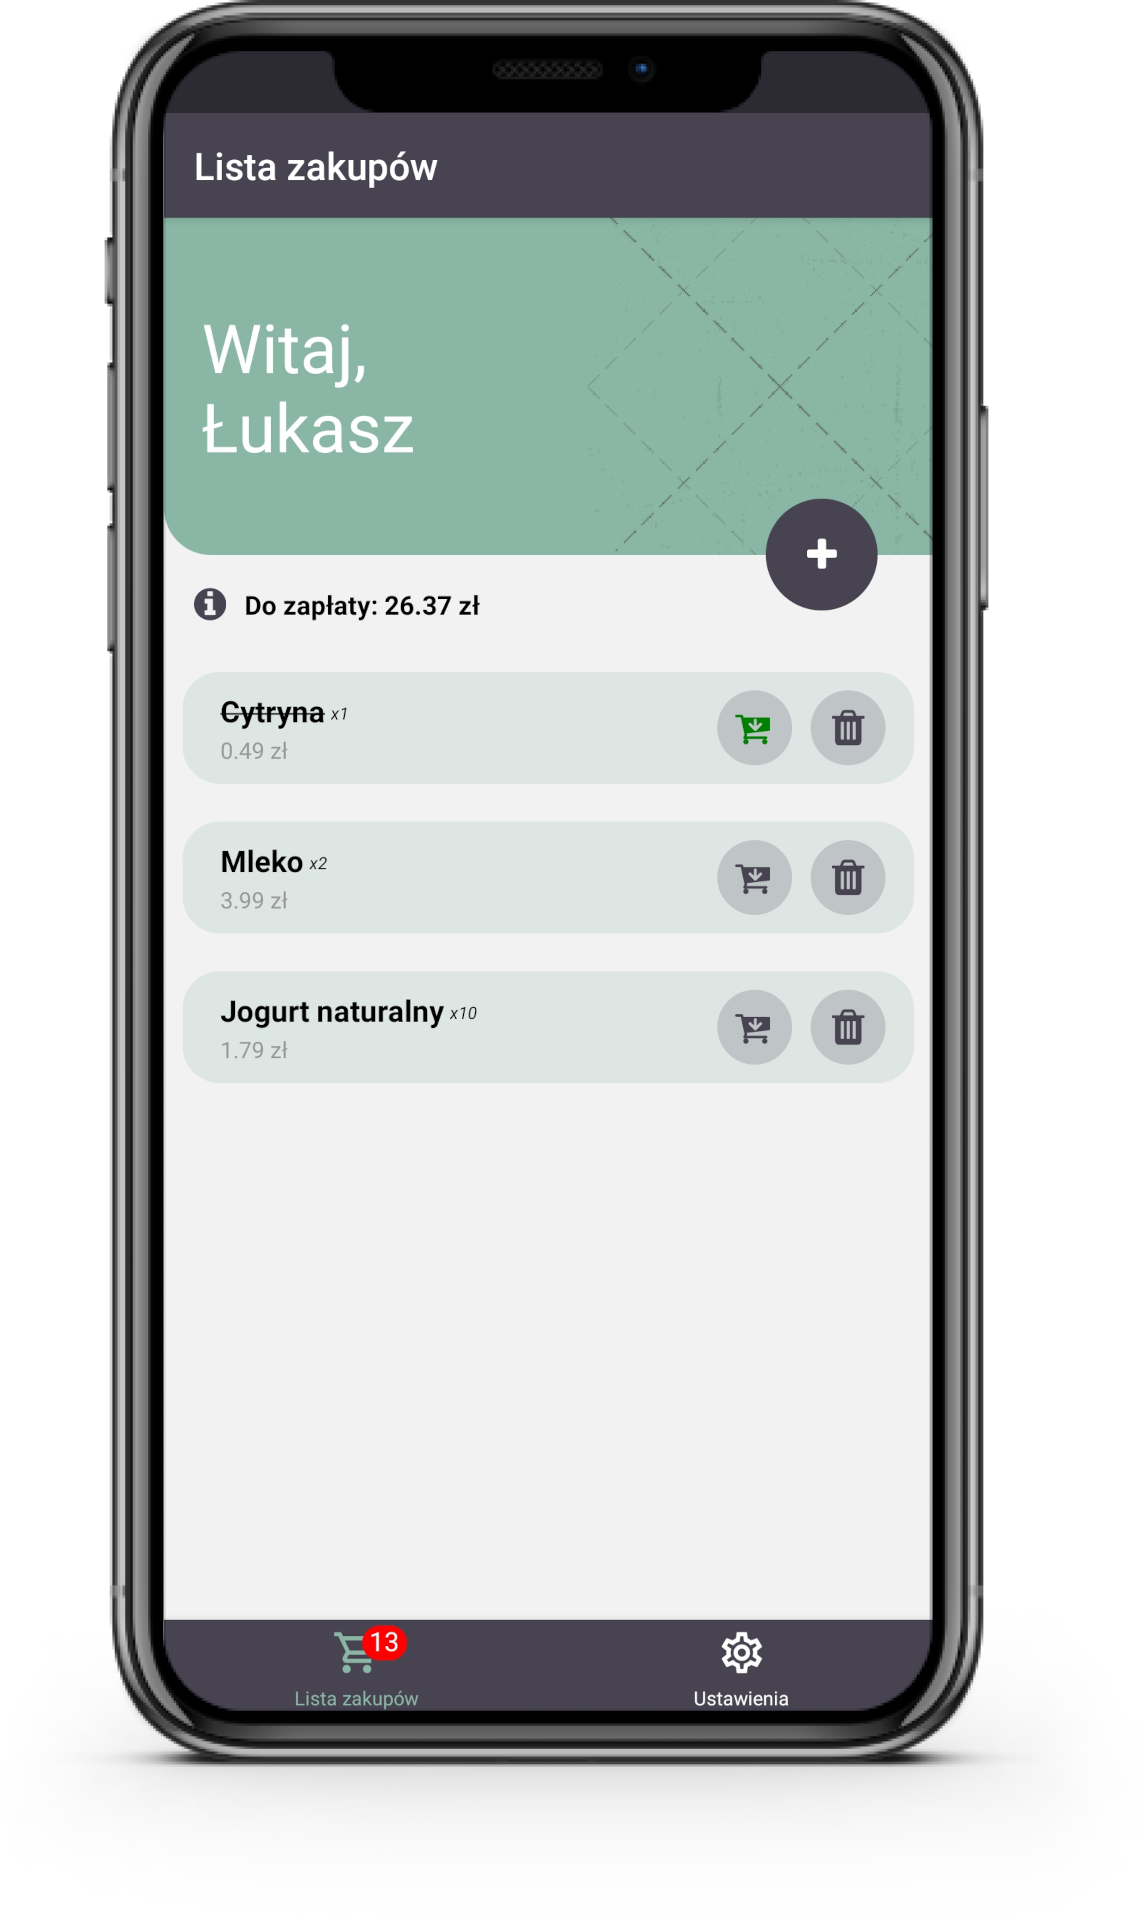 Lista zakupów
Witaj,
Łukasz
Do zapłaty: 26.37 zł
Cytryna x1
0.49 zł
Mleko x2
3.99 zł
Jogurt naturalny x10
1.79 zł
13
Lista zakupów
Ustawienia